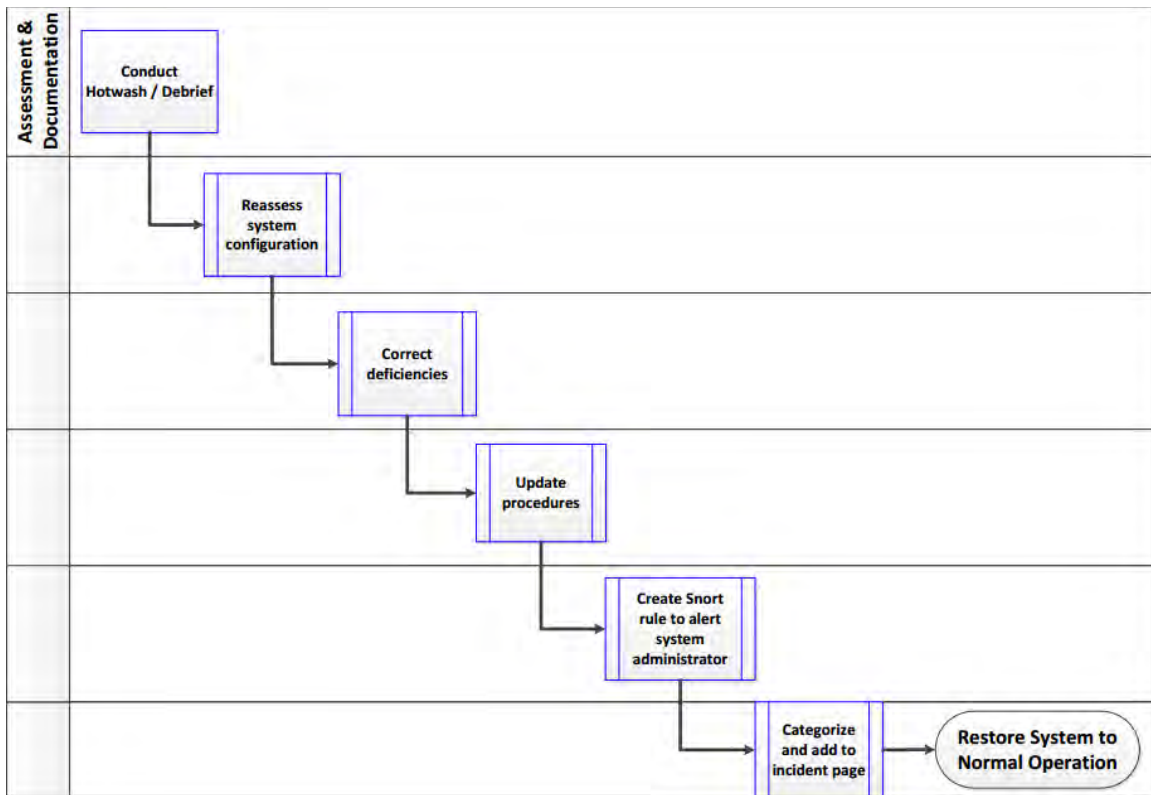 Assessment &
Documentation
Conduct
Hotwash / Debrief
Reassess
system
configuration
Correct
deficiencies
Update
procedures
Create Snort
rule to alert
system
administrator
Categorize
and add to
incident page
Restore System to
Normal Operation